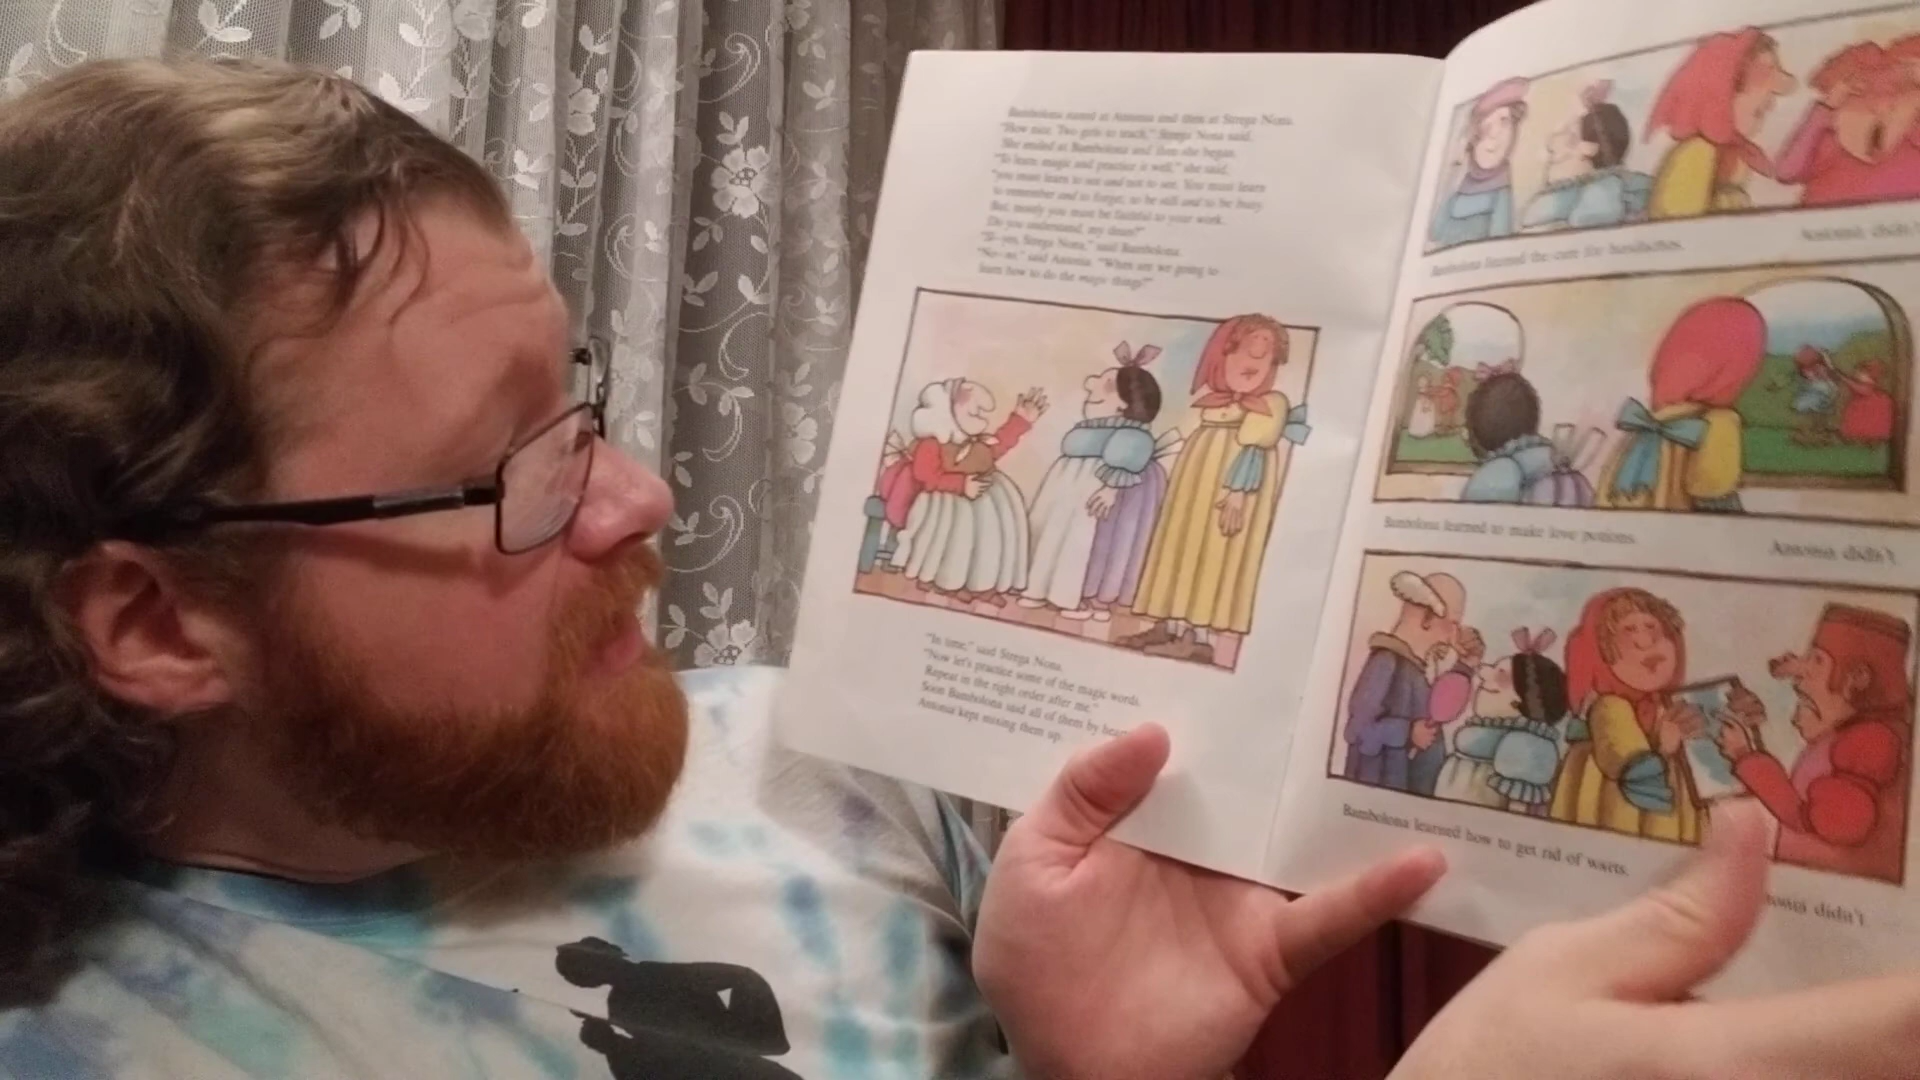 Bambolona stared at Antonia and then at Strega Nona.
"How nice. Two girls to teach," Strega Nona said.
She smiled at Bambolona and then she began.
"To learn magic and practice it well," she said,
"you must learn to see and not to see. You must learn
to remember and to forget, to be still and to be busy.
But, mostly you must be faithful to your work.
Do you understand, my dears?"
"Y–yes, Strega Nona," said Bambolona.
"No–no," said Antonia. "When are we going to
learn how to do the magic things?"
"In time," said Strega Nona.
"Now let's practice some of the magic words.
Repeat in the right order after me."
Soon Bambolona said all of them by heart
Antonia kept mixing them up.
Bambolona learned the cure for headaches.
Antonia didn't
Bambolona learned to make love potions.
Antonia didn't.
Bambolona learned how to get rid of warts.
didn't